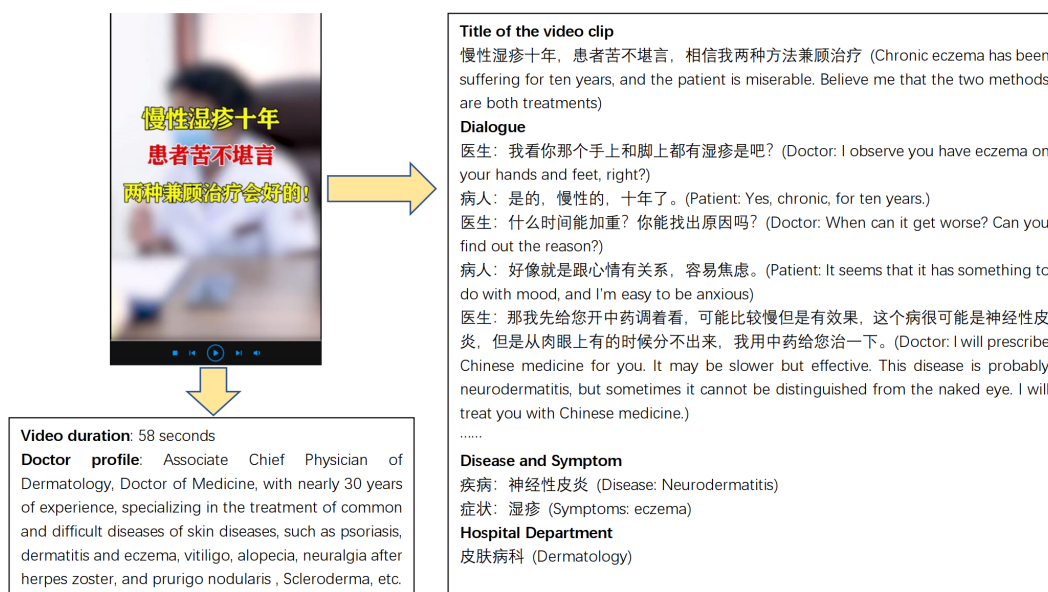 慢性湿疹十年
患者苦不堪言
两种兼顾治疗会好的!
Video duration: 58 seconds
Doctor profile: Associate Chief Physician of
Dermatology, Doctor of Medicine, with nearly 30 years
of experience, specializing in the treatment of common
and difficult diseases of skin diseases, such as psoriasis,
dermatitis and eczema, vitiligo, alopecia, neuralgia after
herpes zoster, and prurigo nodularis , Scleroderma, etc.
Title of the video clip
慢性湿疹十年，患者苦不堪言，相信我两种方法兼顾治疗 (Chronic eczema has been
suffering for ten years, and the patient is miserable. Believe me that the two methods
are both treatments)
Dialogue
医生：我看你那个手上和脚上都有湿疹是吧？(Doctor: I observe you have eczema on
your hands and feet, right?)
病人：是的，慢性的，十年了。(Patient: Yes, chronic, for ten years.)
医生：什么时间能加重？你能找出原因吗？(Doctor: When can it get worse? Can you
find out the reason?)
病人：好像就是跟心情有关系，容易焦虑。(Patient: It seems that it has something to
do with mood, and I'm easy to be anxious)
医生：那我先给您开中药调着看，可能比较慢但是有效果，这个病很可能是神经性皮
炎，但是从肉眼上有的时候分不出来，我用中药给您治一下。(Doctor: I will prescribe
Chinese medicine for you. It may be slower but effective. This disease is probably
neurodermatitis, but sometimes it cannot be distinguished from the naked eye. I will
treat you with Chinese medicine.)
......
Disease and Symptom
疾病：神经性皮炎 (Disease: Neurodermatitis)
症状：湿疹 (Symptoms: eczema)
Hospital Department
皮肤病科 (Dermatology)